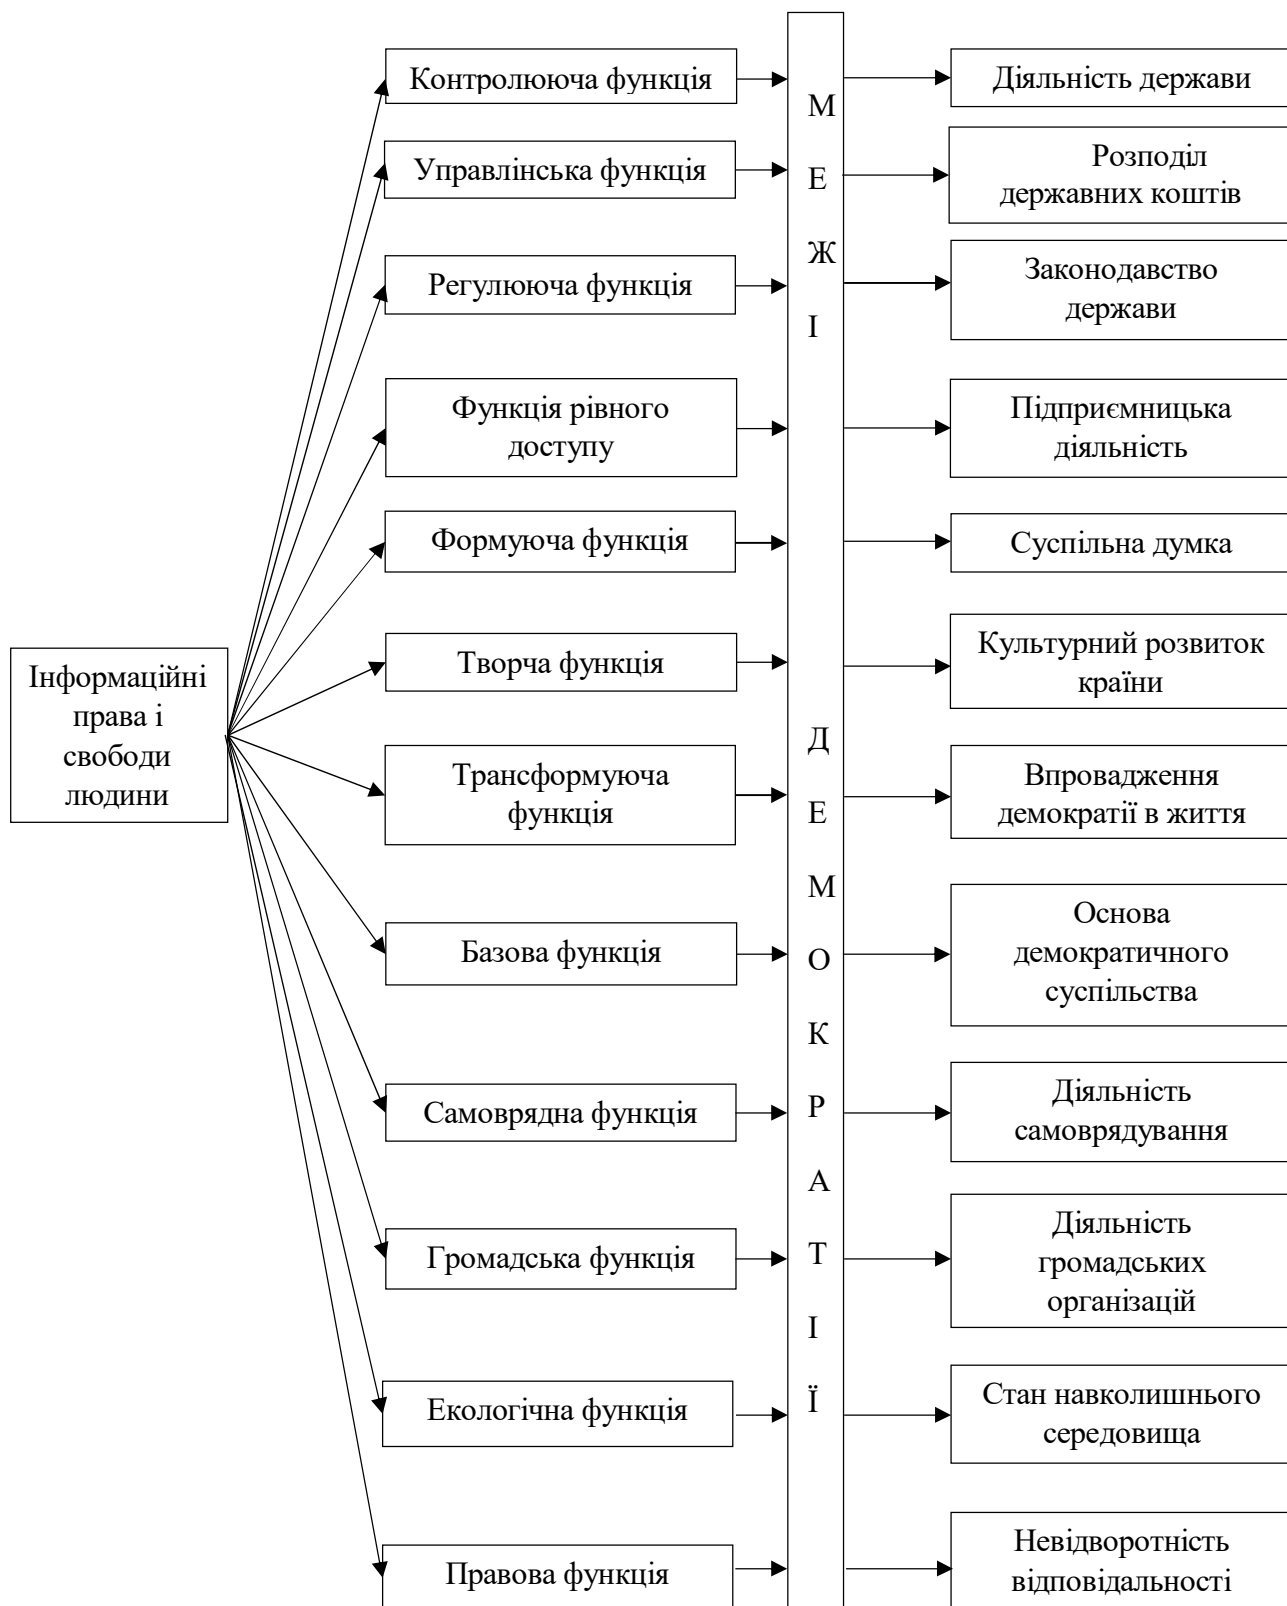 Інформаційні
права і
свободи
людини
Контролююча функція
Управлінська функція
Регулююча функція
Функція рівного
доступу
Формуюча функція
Творча функція
Трансформуюча
функція
Базова функція
Самоврядна функція
Громадська функція
Екологічна функція
Правова функція
М
Е
Ж
І
Д
Е
М
О
К
Р
А
Т
І
Ї
Діяльність держави
Розподіл
державних коштів
Законодавство
держави
Підприємницька
діяльність
Суспільна думка
Культурний розвиток
країни
Впровадження
демократії в життя
Основа
демократичного
суспільства
Діяльність
самоврядування
Діяльність
громадських
організацій
Стан навколишнього
середовища
Невідворотність
відповідальності